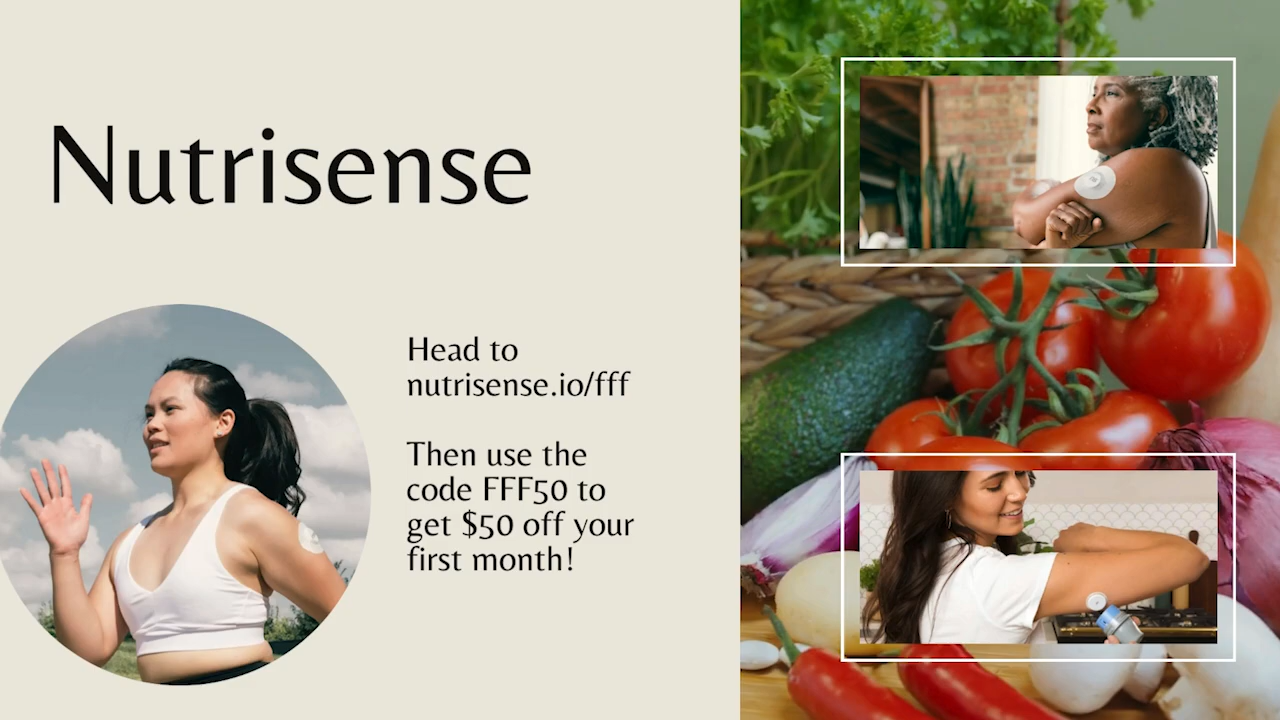 Nutrisense
Head to
nutrisense.io/fff
Then use the
code FFF50 to
get $50 off your
first month!